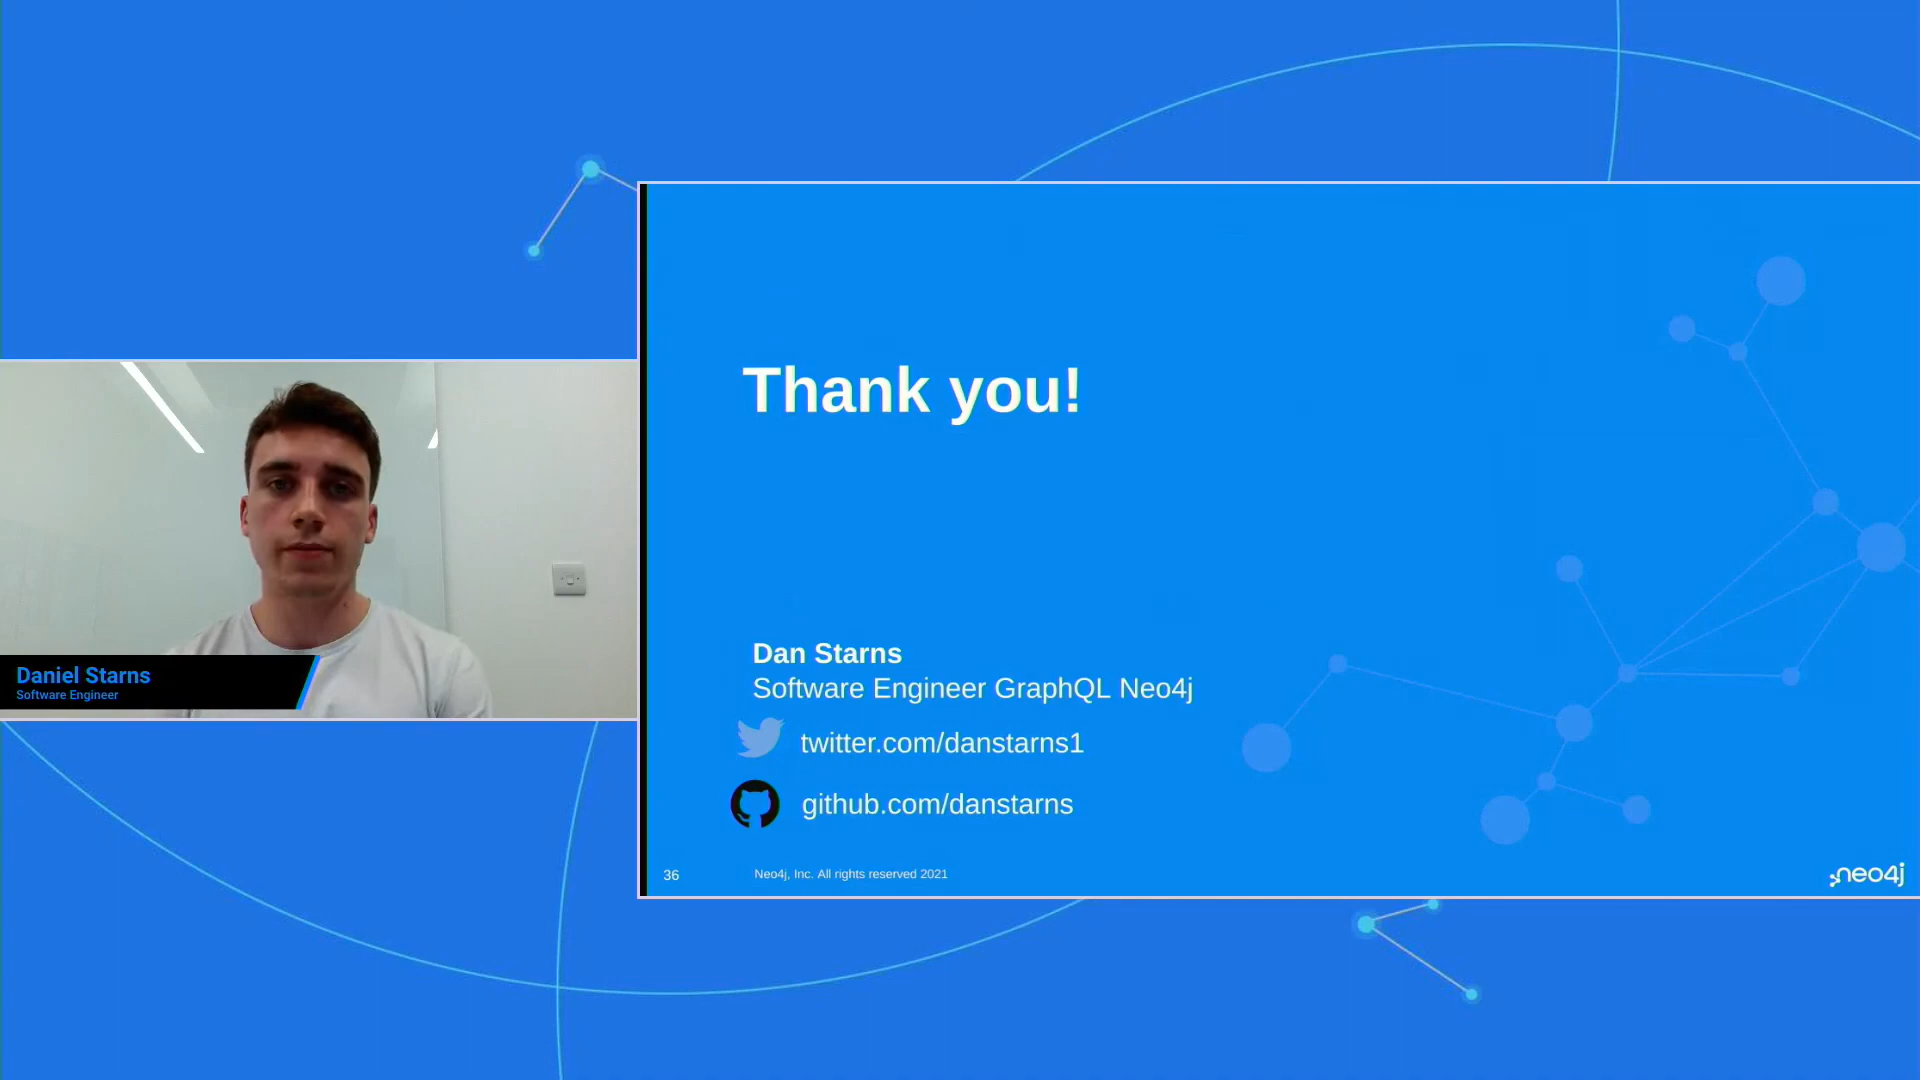 Thank you!
Daniel Starns
Software Engineer
Dan Starns
Software Engineer GraphQL Neo4j
twitter.com/danstarns1
github.com/danstarns
36
Neo4j, Inc. All rights reserved 2021
neo4j